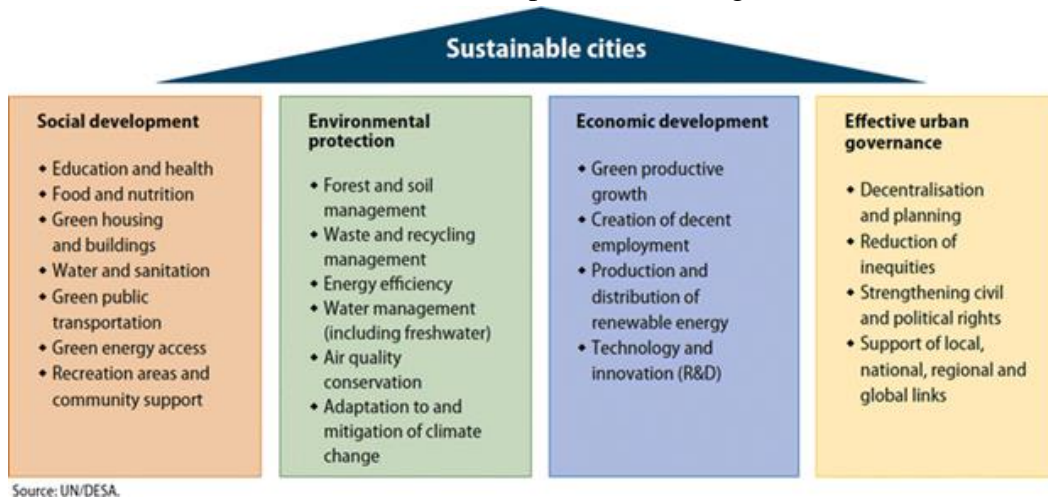 Sustainable cities
Social development
◆ Education and health
◆ Food and nutrition
◆ Green housing
and buildings
◆ Water and sanitation
◆ Green public
transportation
◆ Green energy access
◆ Recreation areas and
community support
Environmental
protection
◆ Forest and soil
management
◆ Waste and recycling
management
◆ Energy efficiency
◆ Water management
(including freshwater)
◆ Air quality
conservation
◆ Adaptation to and
mitigation of climate
change
Economic development
◆ Green productive
growth
◆ Creation of decent
employment
◆ Production and
distribution of
renewable energy
◆ Technology and
innovation (R&D)
Effective urban
governance
◆ Decentralisation
and planning
◆ Reduction of
inequities
◆ Strengthening civil
and political rights
◆ Support of local,
national, regional and
global links
Source: UN/DESA.